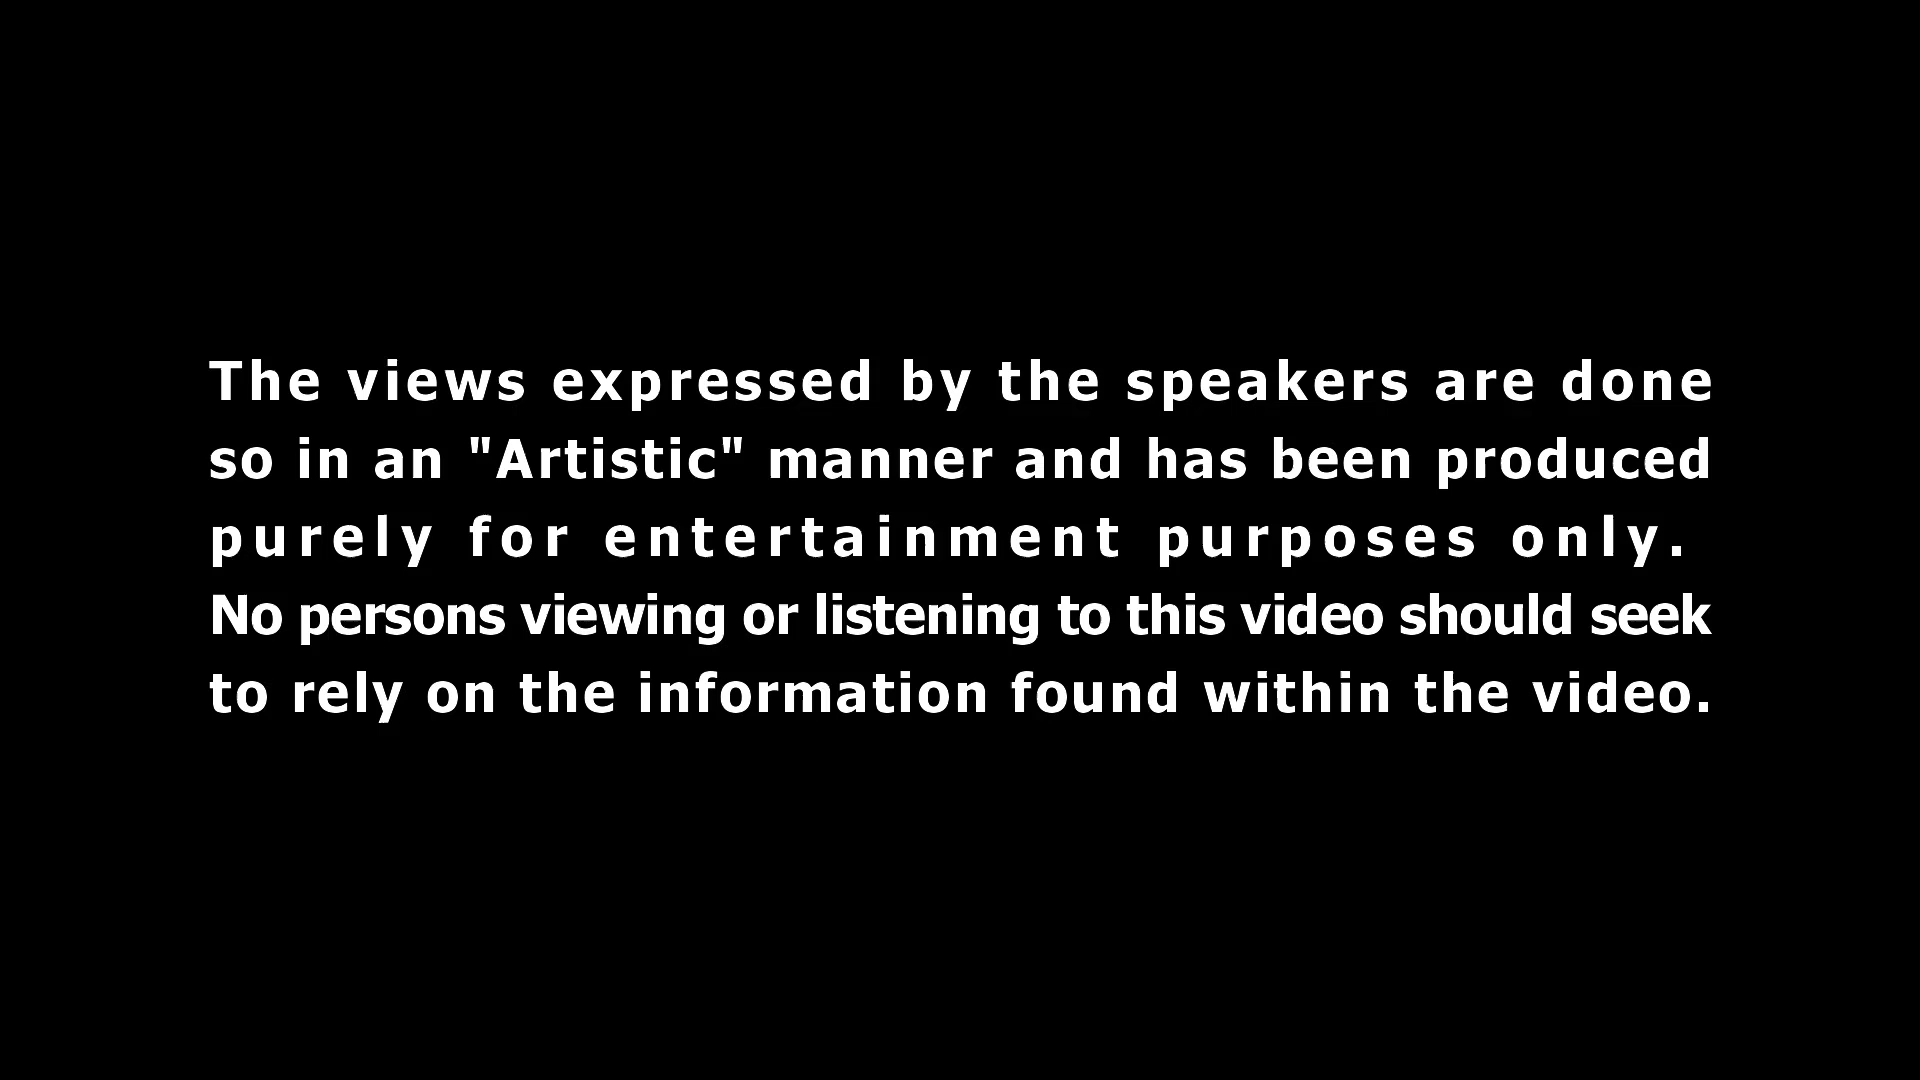 The views expressed by the speakers are done
so in an "Artistic" manner and has been produced
purely for entertainment purposes only.
No persons viewing or listening to this video should seek
to rely on the information found within the video.